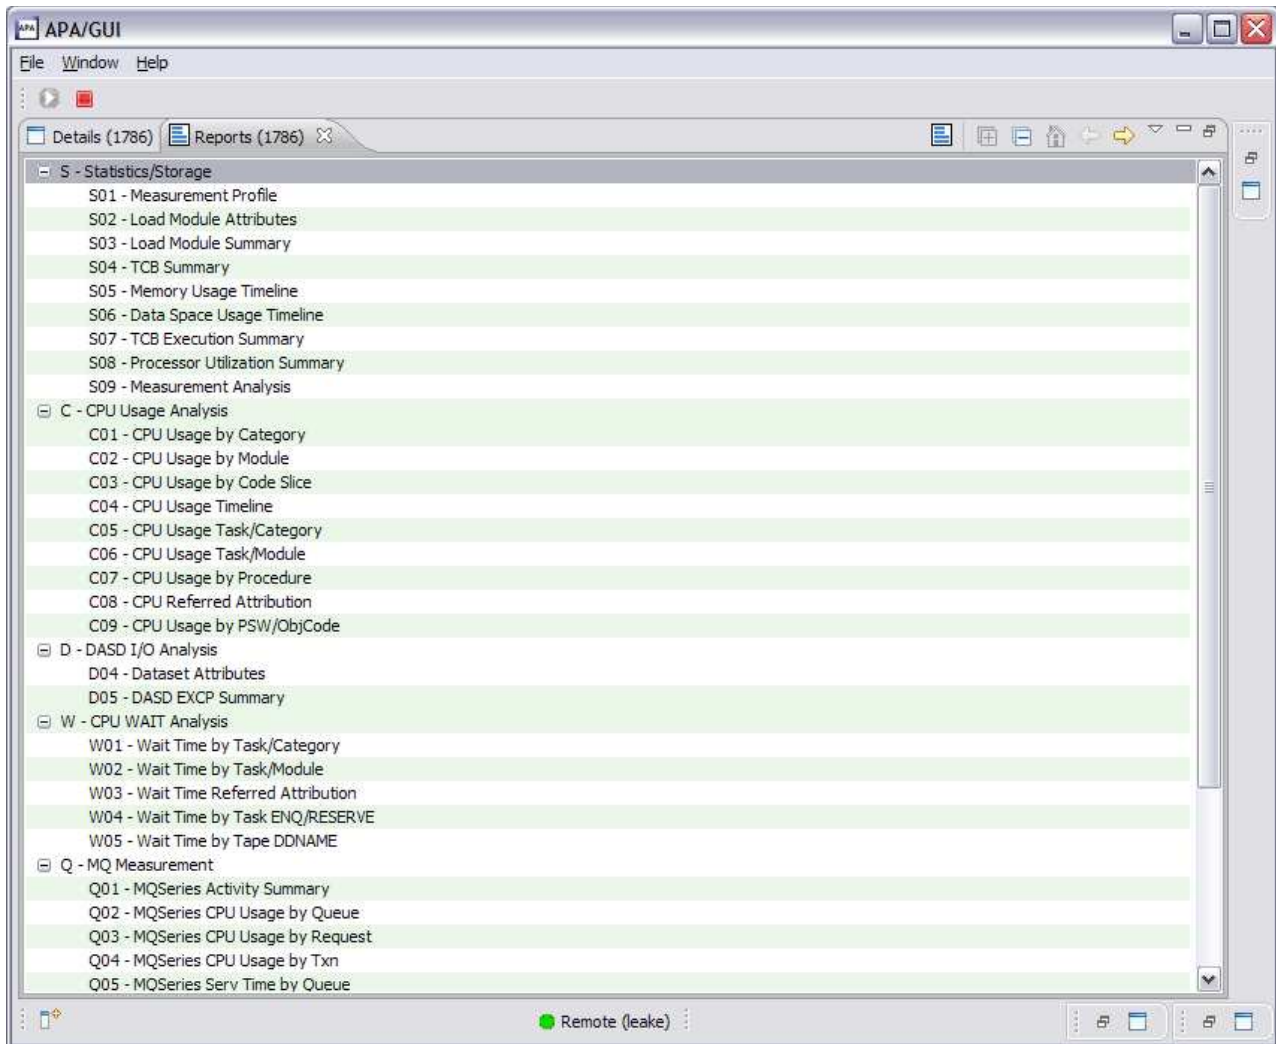 APA APA/GUI
File Window Help
Details (1786) Reports (1786)
S - Statistics/Storage
S01 - Measurement Profile
S02 - Load Module Attributes
S03 - Load Module Summary
S04 - TCB Summary
S05 - Memory Usage Timeline
S06 - Data Space Usage Timeline
S07 - TCB Execution Summary
S08 - Processor Utilization Summary
S09 - Measurement Analysis
C - CPU Usage Analysis
C01 - CPU Usage by Category
C02 - CPU Usage by Module
C03 - CPU Usage by Code Slice
C04 - CPU Usage Timeline
C05 - CPU Usage Task/Category
C06 - CPU Usage Task/Module
C07 - CPU Usage by Procedure
C08 - CPU Referred Attribution
C09 - CPU Usage by PSW/ObjCode
D - DASD I/O Analysis
D04 - Dataset Attributes
D05 - DASD EXCP Summary
W - CPU WAIT Analysis
W01 - Wait Time by Task/Category
W02 - Wait Time by Task/Module
W03 - Wait Time Referred Attribution
W04 - Wait Time by Task ENQ/RESERVE
W05 - Wait Time by Tape DDNAME
Q - MQ Measurement
Q01 - MQSeries Activity Summary
Q02 - MQSeries CPU Usage by Queue
Q03 - MQSeries CPU Usage by Request
Q04 - MQSeries CPU Usage by Txn
Q05 - MQSeries Serv Time by Queue
Remote (leake)